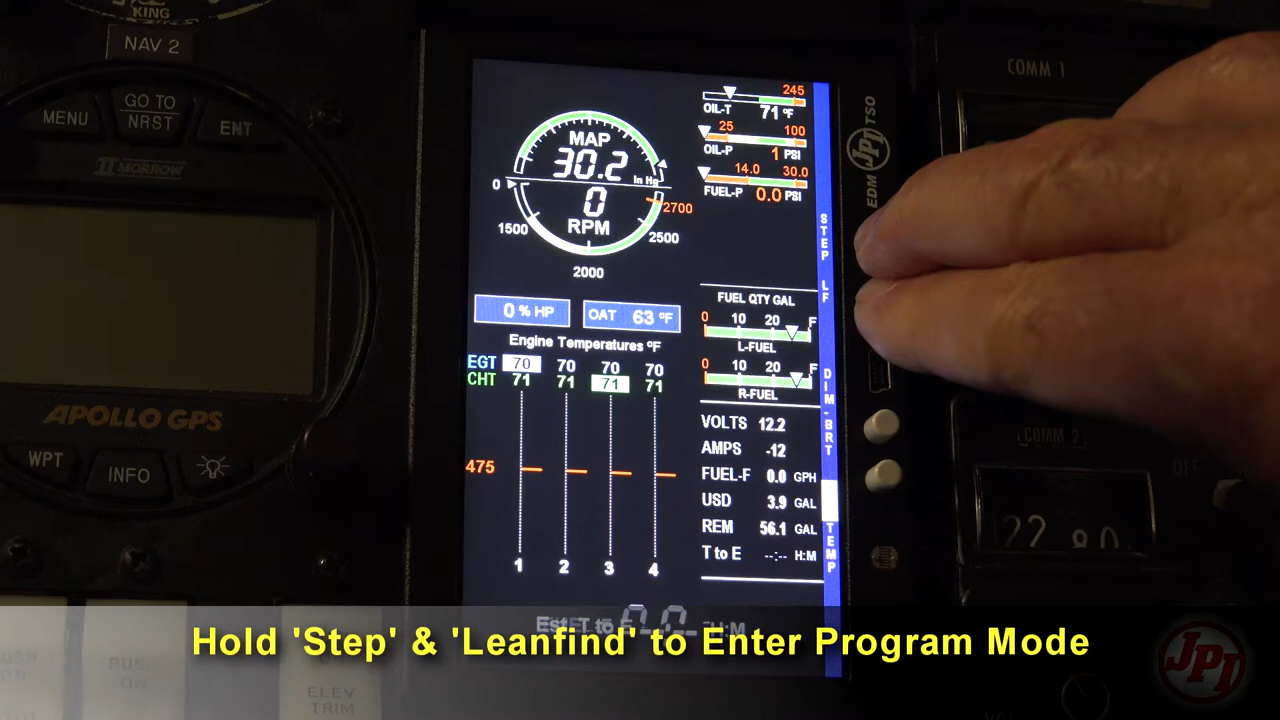 KING
NAV 2
MENU
GO TO
NRST
ENT
II MORROW
APOLLO GPS
WPT
INFO
ELEV
TRIM
MAP
30.2 In Hg
0
0
RPM
2700
1500
2500
2000
0 % HP
OAT 63 ºF
Engine Temperatures ºF
EGT 70 70 70 70
CHT 71 71 71 71
475
1 2 3 4
245
OIL-T 71 ºF
25 100
OIL-P 1 PSI
14.0 30.0
FUEL-P 0.0 PSI
FUEL QTY GAL
0 10 20 F
L-FUEL
0 10 20 F
R-FUEL
VOLTS 12.2
AMPS -12
FUEL-F 0.0 GPH
USD 3.9 GAL
REM 56.1 GAL
T to E --:-- H:M
H:M
STEP
LF
DIM-BRT
TEMP
EDM JPI TSO
COMM 1
COMM 2
OFF
Hold 'Step' & 'Leanfind' to Enter Program Mode
JPI